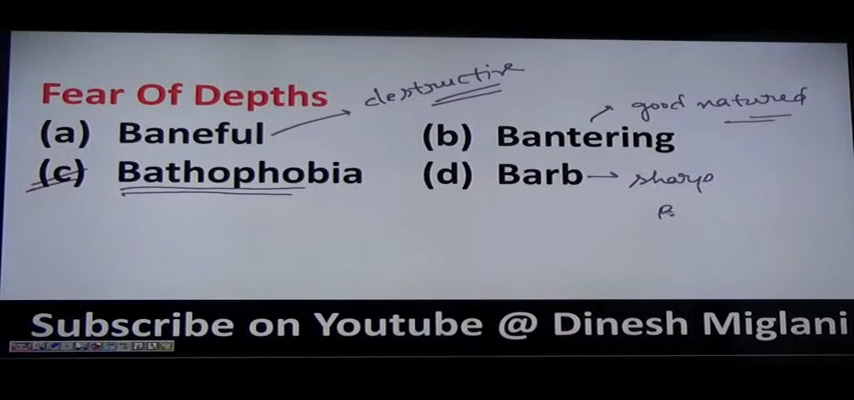 Fear Of Depths
destructive
(a) Baneful
(b) Bantering
good natured
(c) Bathophobia
(d) Barb
sharp
P
Subscribe on Youtube @ Dinesh Miglani